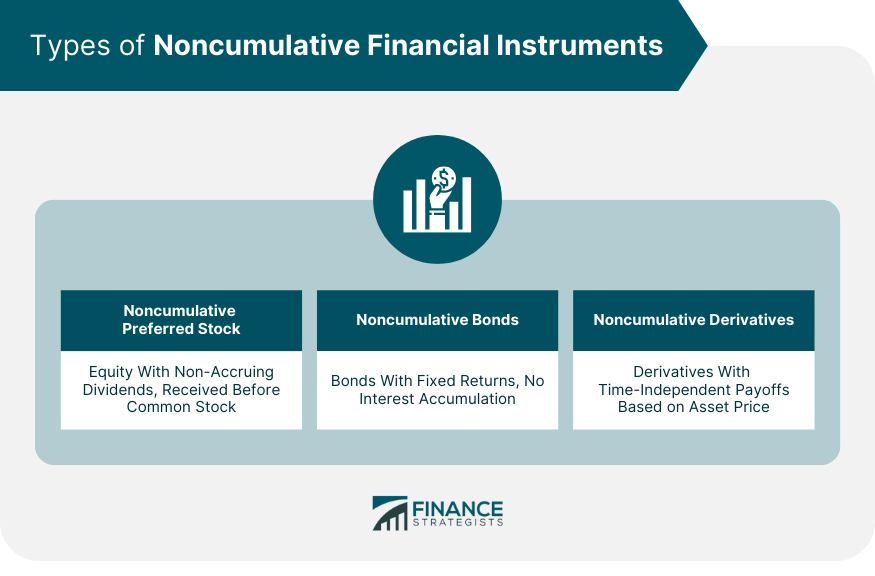 Types of Noncumulative Financial Instruments
$
Noncumulative
Preferred Stock
Equity With Non-Accruing
Dividends, Received Before
Common Stock
Noncumulative Bonds
Bonds With Fixed Returns, No
Interest Accumulation
Noncumulative Derivatives
Derivatives With
Time-Independent Payoffs
Based on Asset Price
FINANCE
STRATEGISTS